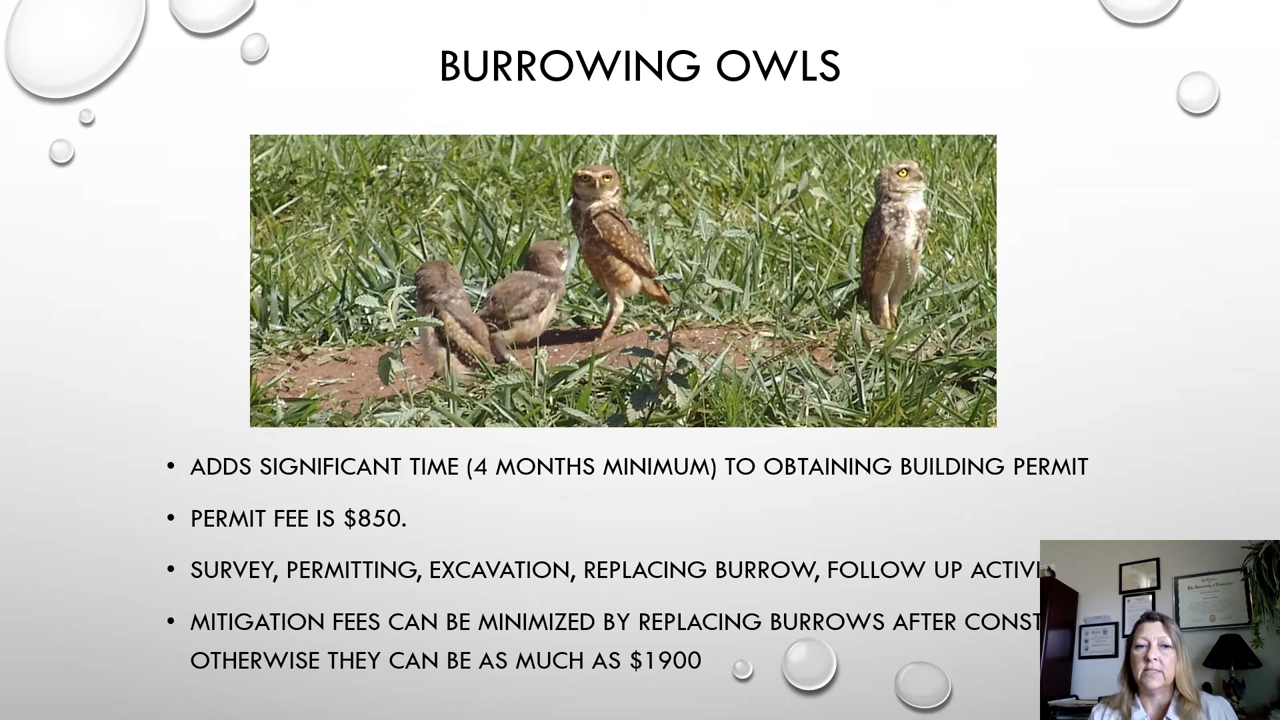 BURROWING OWLS
• ADDS SIGNIFICANT TIME (4 MONTHS MINIMUM) TO OBTAINING BUILDING PERMIT
• PERMIT FEE IS $850.
• SURVEY, PERMITTING, EXCAVATION, REPLACING BURROW, FOLLOW UP
• MITIGATION FEES CAN BE MINIMIZED BY REPLACING BURROWS AFTER
OTHERWISE THEY CAN BE AS MUCH AS $1900